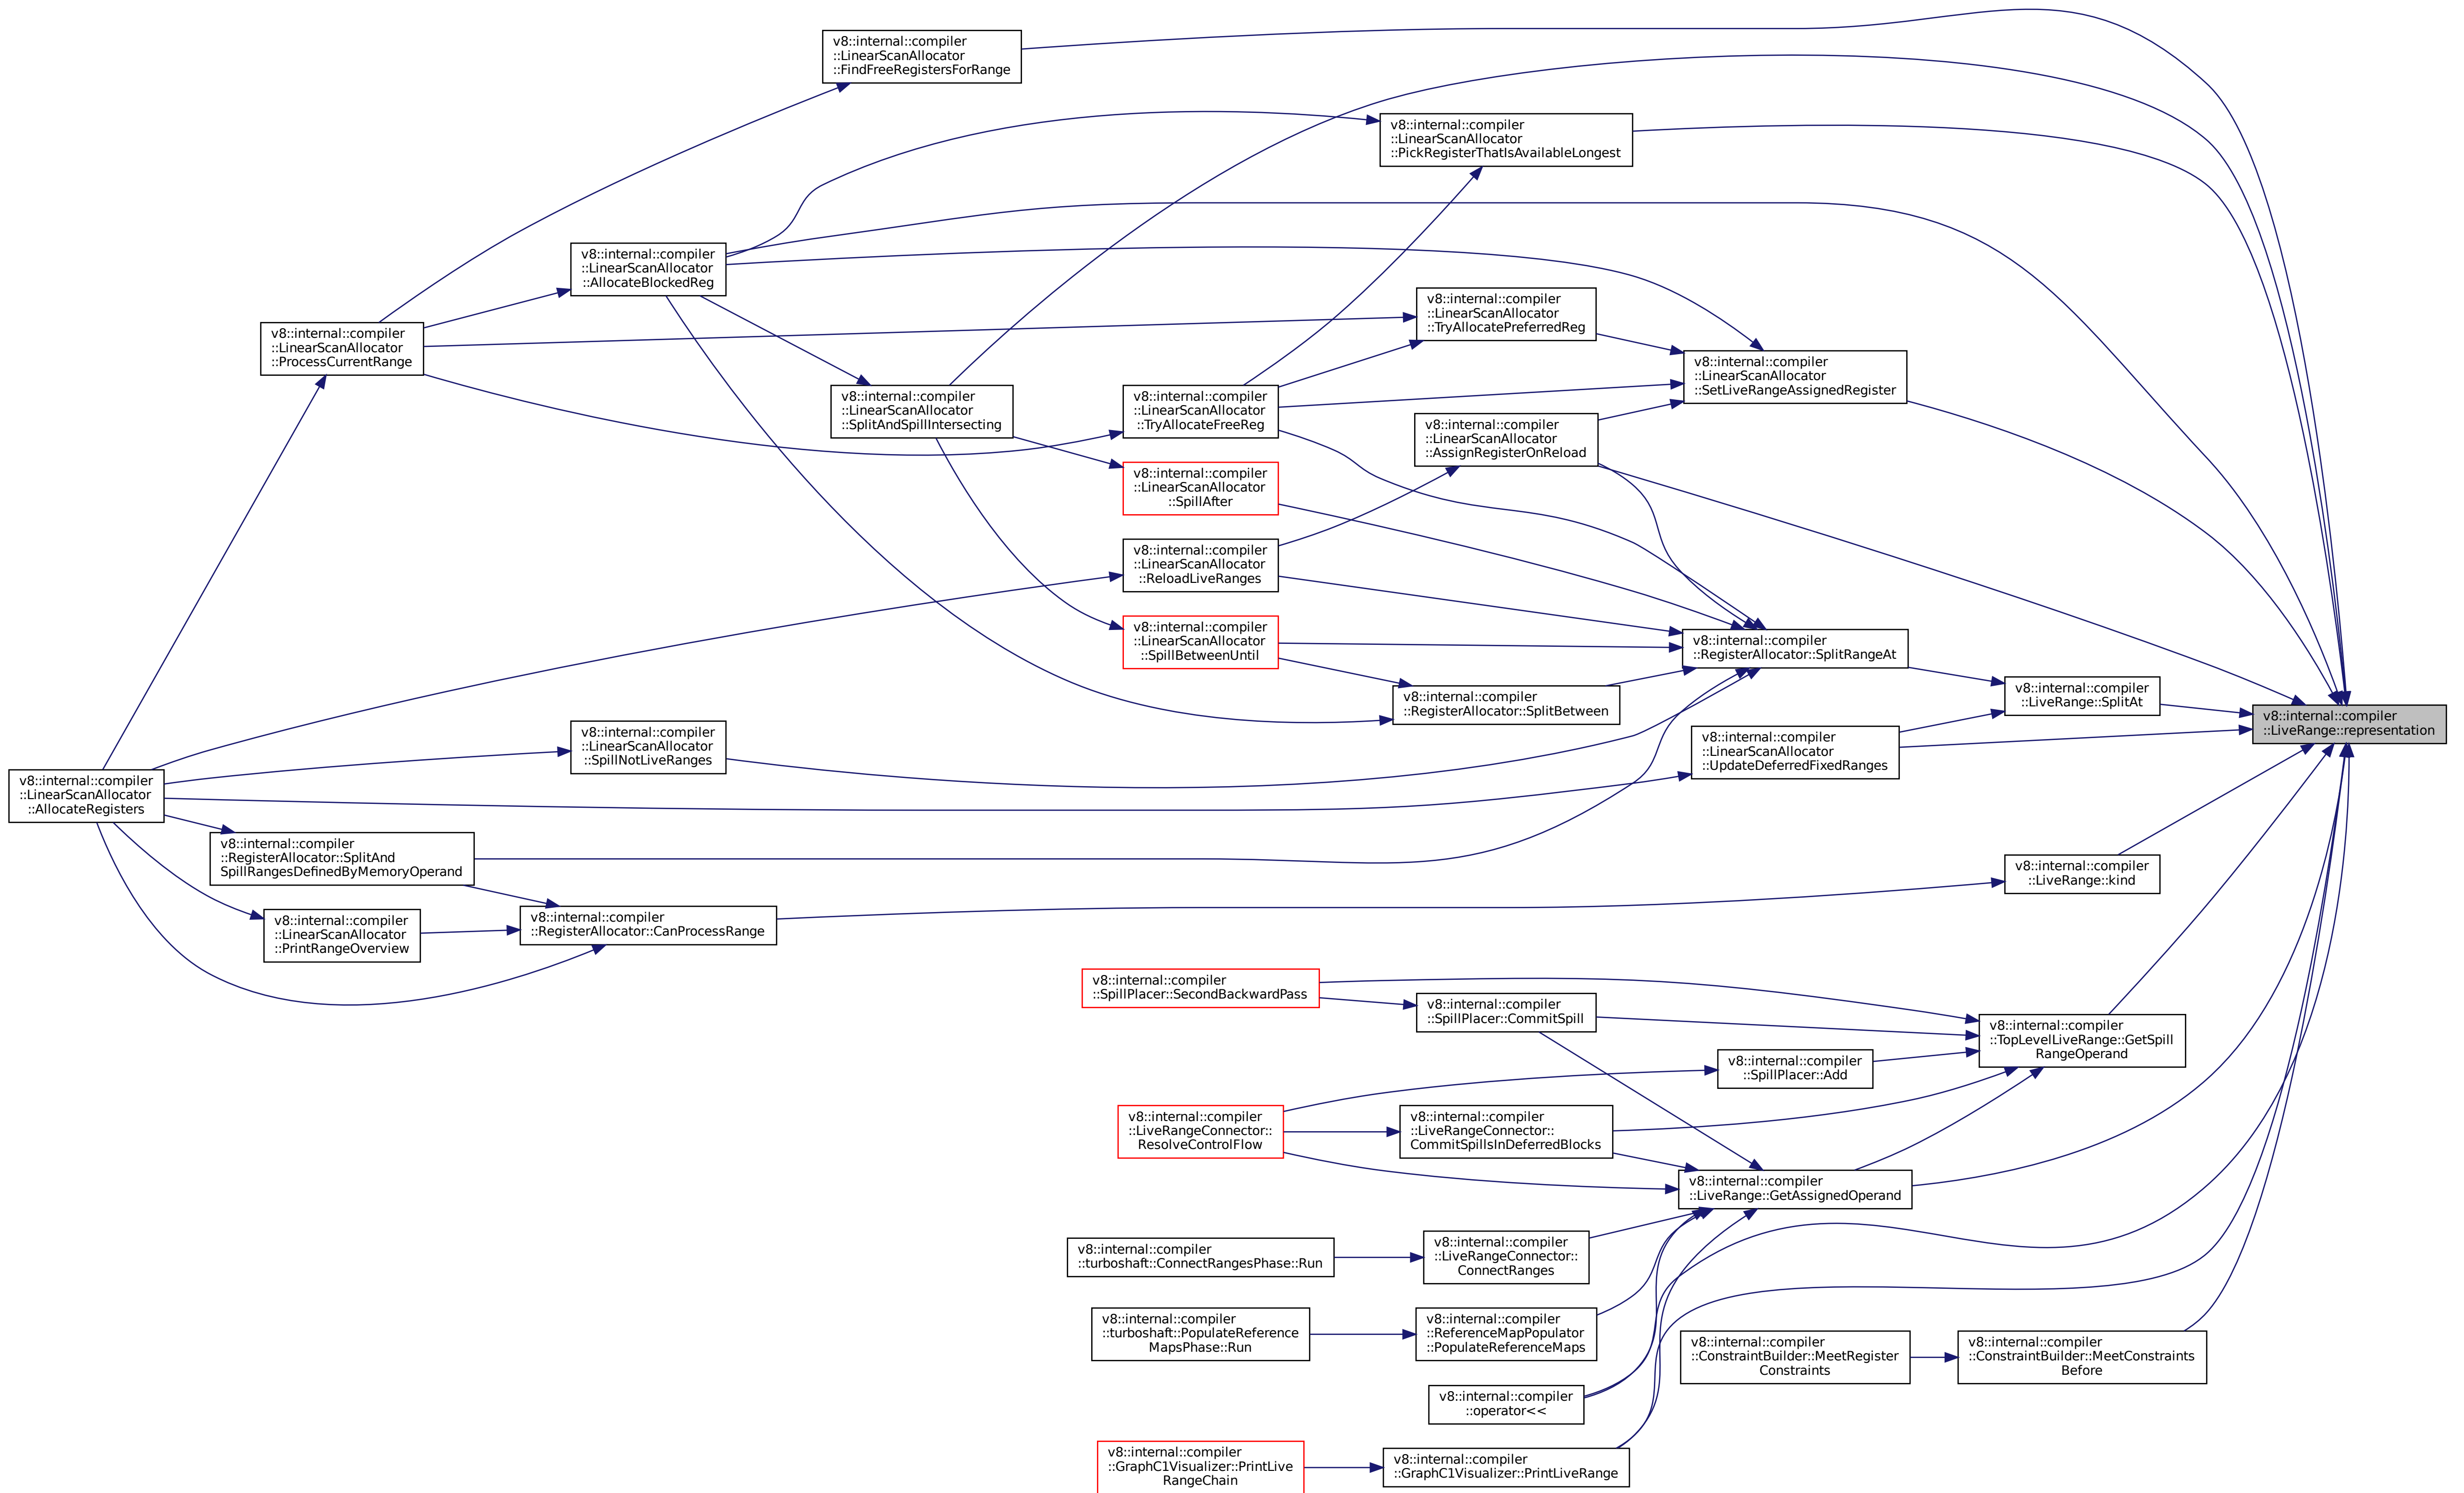 v8::internal::compiler
::LinearScanAllocator
::FindFreeRegistersForRange
v8::internal::compiler
::LinearScanAllocator
::PickRegisterThatIsAvailableLongest
v8::internal::compiler
::LinearScanAllocator
::AllocateBlockedReg
v8::internal::compiler
::LinearScanAllocator
::TryAllocatePreferredReg
v8::internal::compiler
::LinearScanAllocator
::ProcessCurrentRange
v8::internal::compiler
::LinearScanAllocator
::SetLiveRangeAssignedRegister
v8::internal::compiler
::LinearScanAllocator
::SplitAndSpillIntersecting
v8::internal::compiler
::LinearScanAllocator
::TryAllocateFreeReg
v8::internal::compiler
::LinearScanAllocator
::AssignRegisterOnReload
v8::internal::compiler
::LinearScanAllocator
::SpillAfter
v8::internal::compiler
::LinearScanAllocator
::ReloadLiveRanges
v8::internal::compiler
::LinearScanAllocator
::SpillBetweenUntil
v8::internal::compiler
::RegisterAllocator::SplitRangeAt
v8::internal::compiler
::LiveRange::SplitAt
v8::internal::compiler
::RegisterAllocator::SplitBetween
v8::internal::compiler
::LiveRange::representation
v8::internal::compiler
::LinearScanAllocator
::SpillNotLiveRanges
v8::internal::compiler
::LinearScanAllocator
::UpdateDeferredFixedRanges
v8::internal::compiler
::LinearScanAllocator
::AllocateRegisters
v8::internal::compiler
::RegisterAllocator::SplitAnd
SpillRangesDefinedByMemoryOperand
v8::internal::compiler
::LiveRange::kind
v8::internal::compiler
::LinearScanAllocator
::PrintRangeOverview
v8::internal::compiler
::RegisterAllocator::CanProcessRange
v8::internal::compiler
::SpillPlacer::SecondBackwardPass
v8::internal::compiler
::SpillPlacer::CommitSpill
v8::internal::compiler
::TopLevelLiveRange::GetSpill
RangeOperand
v8::internal::compiler
::SpillPlacer::Add
v8::internal::compiler
::LiveRangeConnector::
ResolveControlFlow
v8::internal::compiler
::LiveRangeConnector::
CommitSpillsInDeferredBlocks
v8::internal::compiler
::LiveRange::GetAssignedOperand
v8::internal::compiler
::turboshaft::ConnectRangesPhase::Run
v8::internal::compiler
::LiveRangeConnector::
ConnectRanges
v8::internal::compiler
::turboshaft::PopulateReference
MapsPhase::Run
v8::internal::compiler
::ReferenceMapPopulator
::PopulateReferenceMaps
v8::internal::compiler
::ConstraintBuilder::MeetRegister
Constraints
v8::internal::compiler
::ConstraintBuilder::MeetConstraints
Before
v8::internal::compiler
::operator<<
v8::internal::compiler
::GraphC1Visualizer::PrintLive
RangeChain
v8::internal::compiler
::GraphC1Visualizer::PrintLiveRange